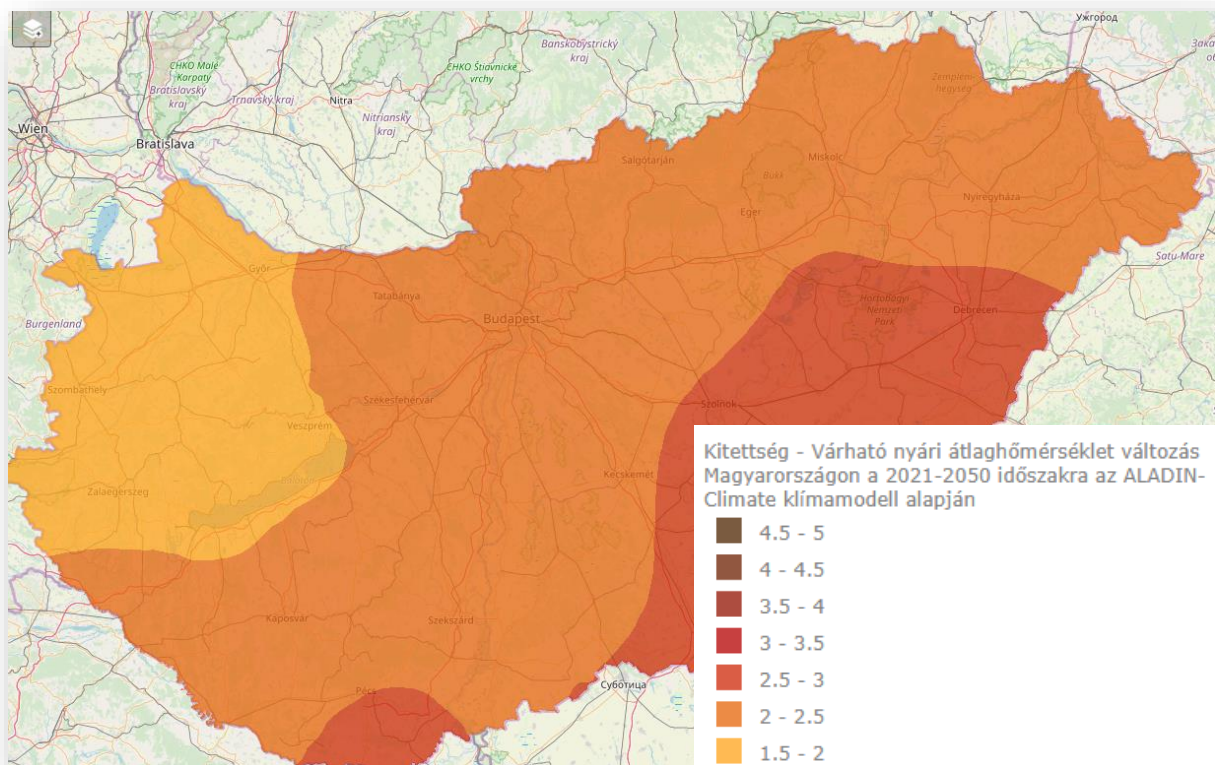 Ужгород
Banskobystrický
kraj
CHKO Malé
Karpaty
CHKO Štiavnické
vrchy
Bratislavský
kraj
Trnavský kraj
Nitra
Nitriansky
kraj
Zemplém-
hegység
Wien
Bratislava
Salgótarján
Miskolc
Bükk
Eger
Nyíregyháza
Satu-Mare
Győr
Tatabánya
Budapest
Hortobágyi
Nemzeti
Park
Debrecen
Burgenland
Szombathely
Székesfehérvár
Veszprém
Szolnok
Kecskemét
Zalaegerszeg
Balaton
Kaposvár
Szekszárd
Pécs
Суботица
Kitettség - Várható nyári átlaghőmérséklet változás
Magyarországon a 2021-2050 időszakra az ALADIN-
Climate klímamodell alapján
4.5 - 5
4 - 4.5
3.5 - 4
3 - 3.5
2.5 - 3
2 - 2.5
1.5 - 2